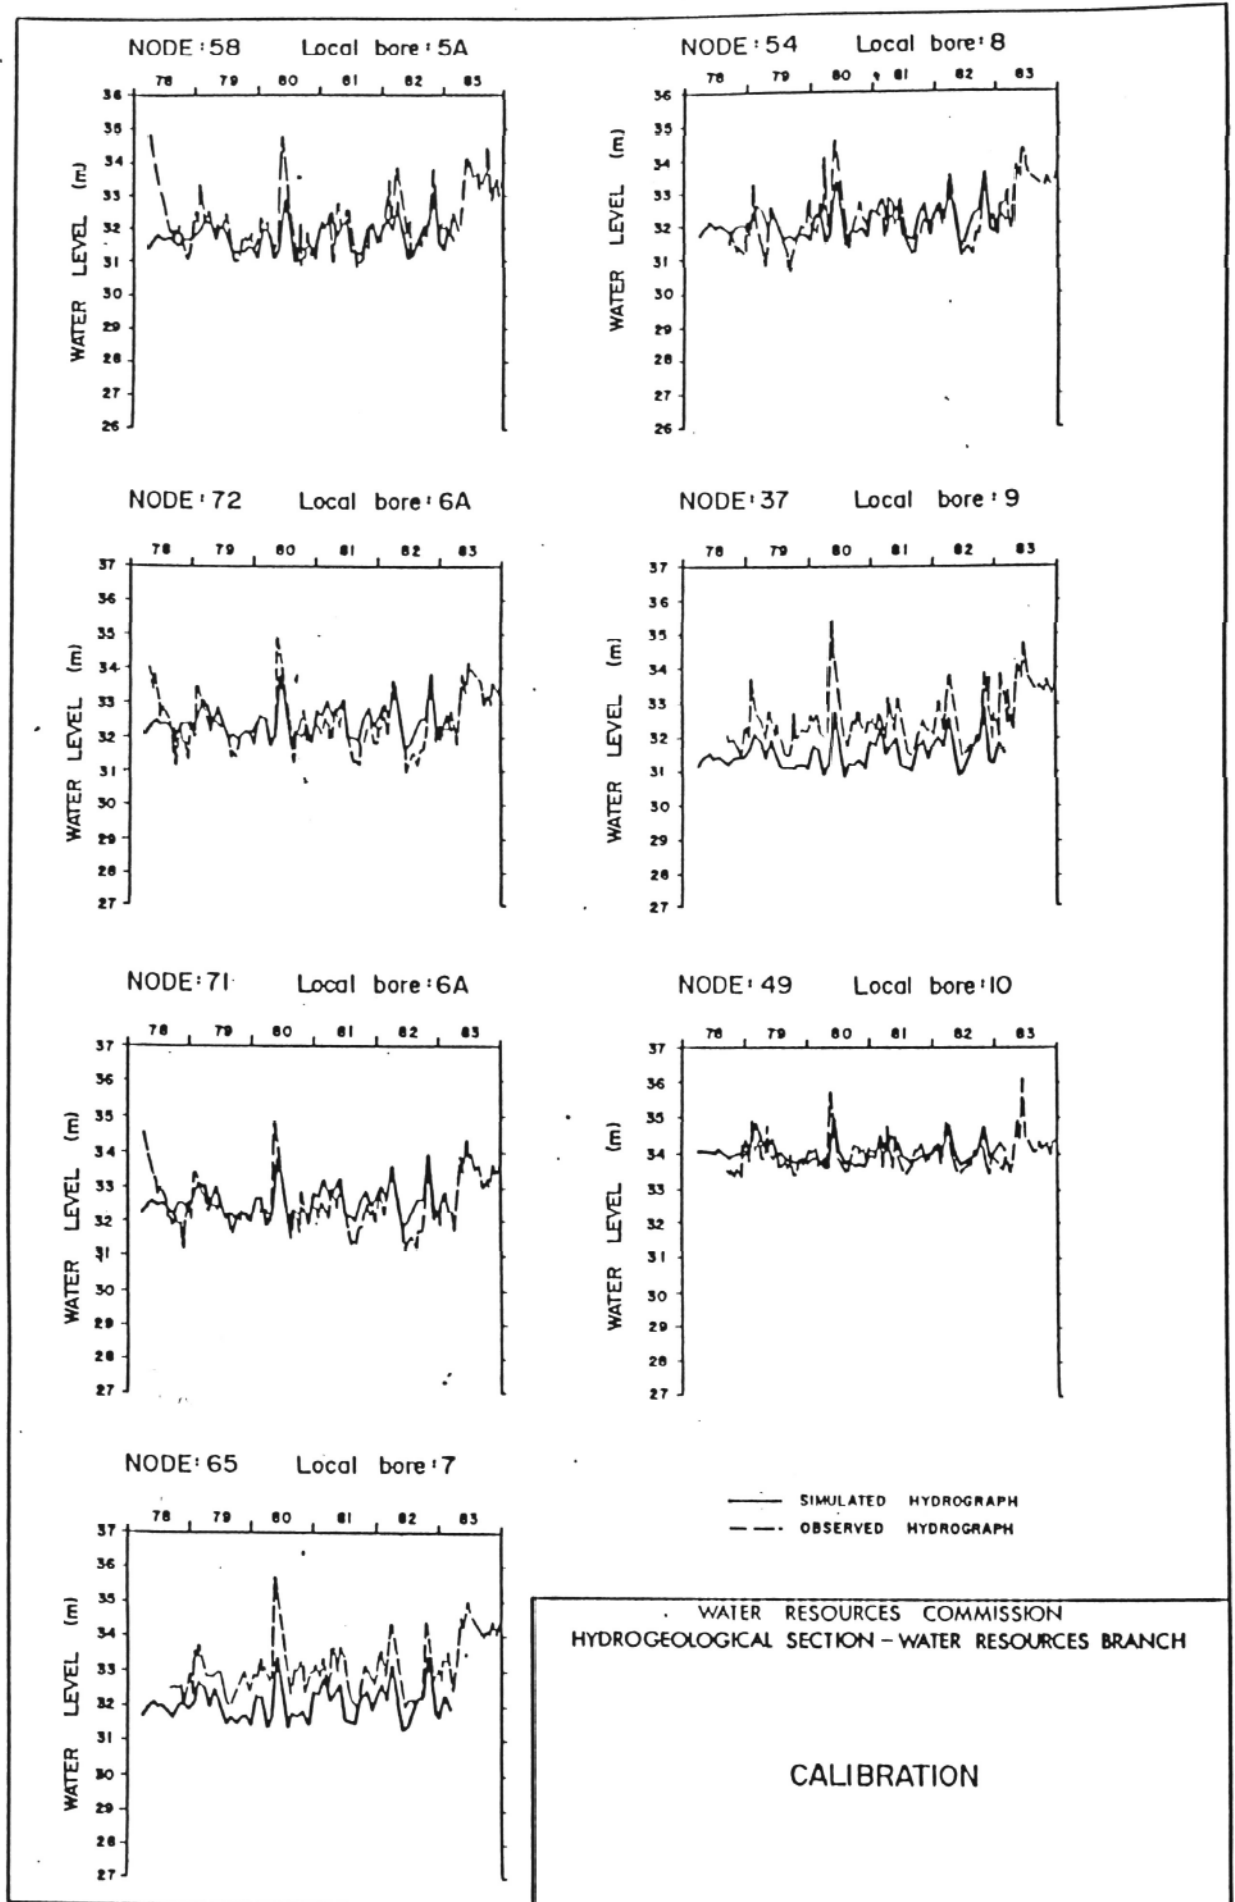 NODE: 58 Local bore: 5A
78 79 80 81 82 83
36
35
34
33
32
31
30
29
28
27
26
WATER LEVEL (m)
NODE: 54 Local bore: 8
78 79 80 81 82 83
36
35
34
33
32
31
30
29
28
27
26
WATER LEVEL (m)
NODE: 72 Local bore: 6A
78 79 80 81 82 83
37
36
35
34
33
32
31
30
29
28
27
WATER LEVEL (m)
NODE: 37 Local bore: 9
78 79 80 81 82 83
37
36
35
34
33
32
31
30
29
28
27
WATER LEVEL (m)
NODE: 71 Local bore: 6A
78 79 80 81 82 83
37
36
35
34
33
32
31
30
29
28
27
WATER LEVEL (m)
NODE: 49 Local bore: 10
78 79 80 81 82 83
37
36
35
34
33
32
31
30
29
28
27
WATER LEVEL (m)
NODE: 65 Local bore: 7
78 79 80 81 82 83
37
36
35
34
33
32
31
30
29
28
27
WATER LEVEL (m)
SIMULATED HYDROGRAPH
OBSERVED HYDROGRAPH
WATER RESOURCES COMMISSION
HYDROGEOLOGICAL SECTION - WATER RESOURCES BRANCH
CALIBRATION